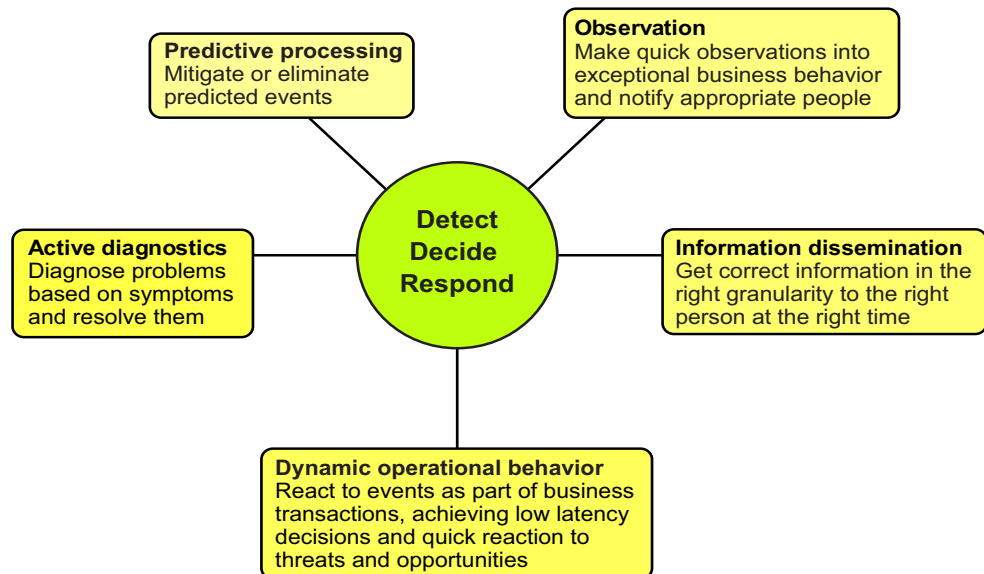 Predictive processing
Mitigate or eliminate
predicted events
Observation
Make quick observations into
exceptional business behavior
and notify appropriate people
Detect
Decide
Respond
Active diagnostics
Diagnose problems
based on symptoms
and resolve them
Information dissemination
Get correct information in the
right granularity to the right
person at the right time
Dynamic operational behavior
React to events as part of business
transactions, achieving low latency
decisions and quick reaction to
threats and opportunities